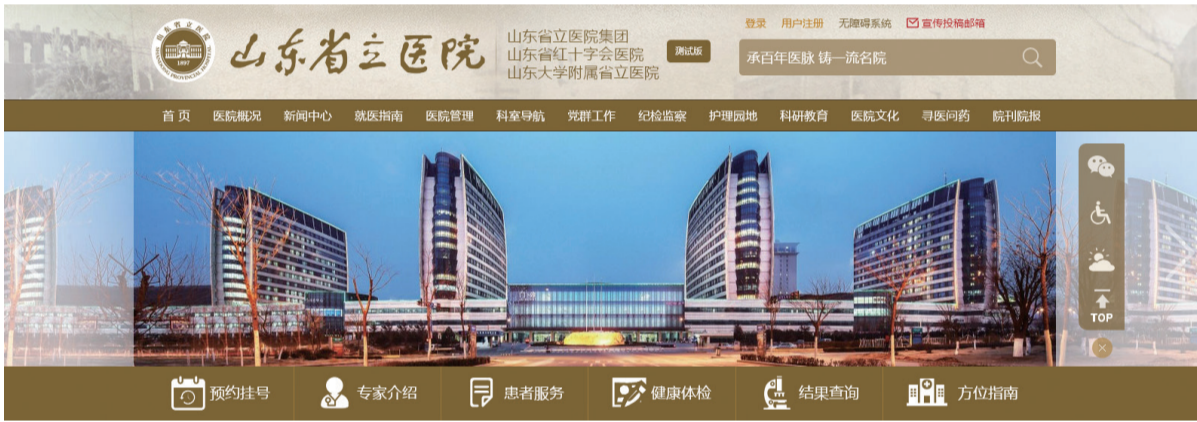 登录 用户注册 无障碍系统 宣传投稿邮箱
山东省立医院
1897
山东省立医院集团
山东省红十字会医院
山东大学附属省立医院
测试版
承百年医脉 铸一流名院
首 页 医院概况 新闻中心 就医指南 医院管理 科室导航 党群工作 纪检监察 护理园地 科研教育 医院文化 寻医问药 院刊院报
TOP
预约挂号 专家介绍 患者服务 健康体检 结果查询 方位指南